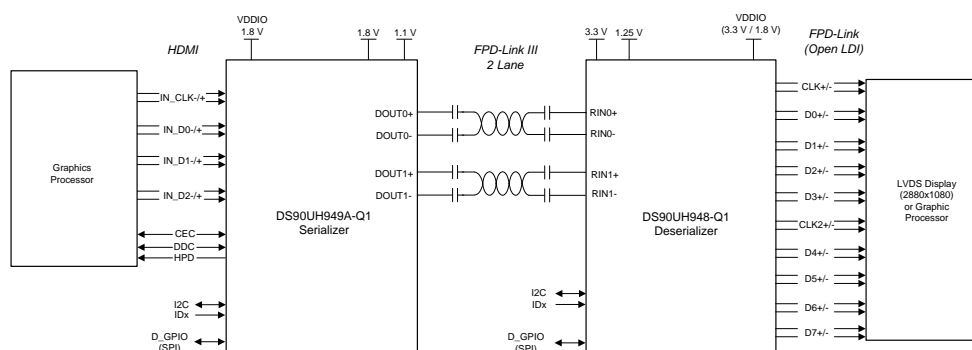 VDDIO
1.8 V
1.8 V
1.1 V
HDMI
FPD-Link III
2 Lane
3.3 V
1.25 V
VDDIO
(3.3 V / 1.8 V)
FPD-Link
(Open LDI)
Graphics
Processor
IN_CLK-/+
IN_D0-/+
IN_D1-/+
IN_D2-/+
CEC
DDC
HPD
I2C
IDx
D_GPIO
(SPI)
DOUT0+
DOUT0-
DOUT1+
DOUT1-
DS90UH949A-Q1
Serializer
RIN0+
RIN0-
RIN1+
RIN1-
DS90UH948-Q1
Deserializer
I2C
IDx
D_GPIO
(SPI)
CLK+/-
D0+/-
D1+/-
D2+/-
D3+/-
CLK2+/-
D4+/-
D5+/-
D6+/-
D7+/-
LVDS Display
(2880x1080)
or Graphic
Processor